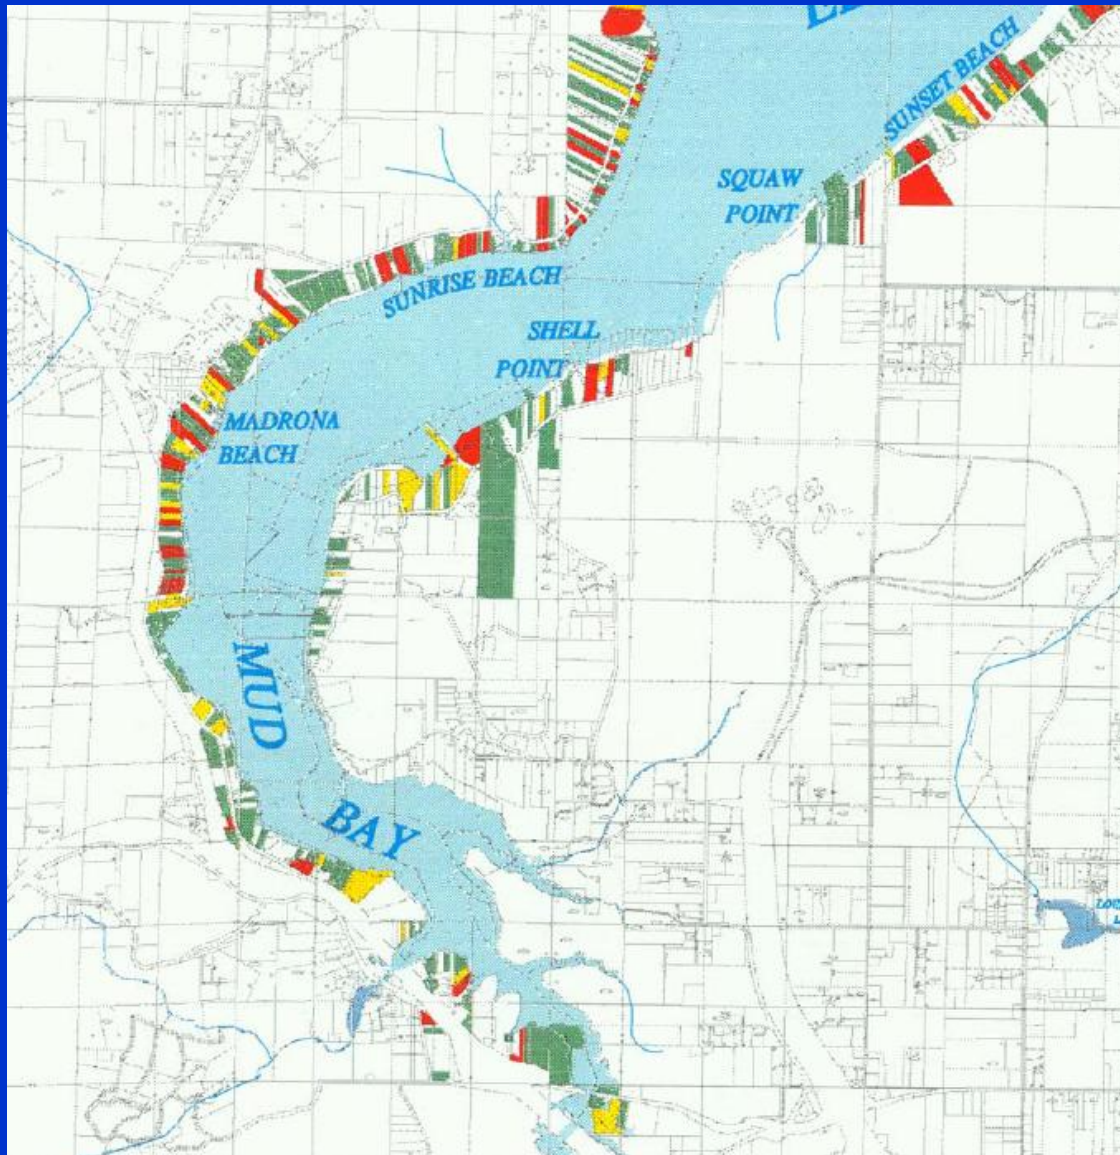 SUNSET BEACH
SQUAW
POINT
SUNRISE BEACH
SHELL
POINT
MADRONA
BEACH
MUD
BAY